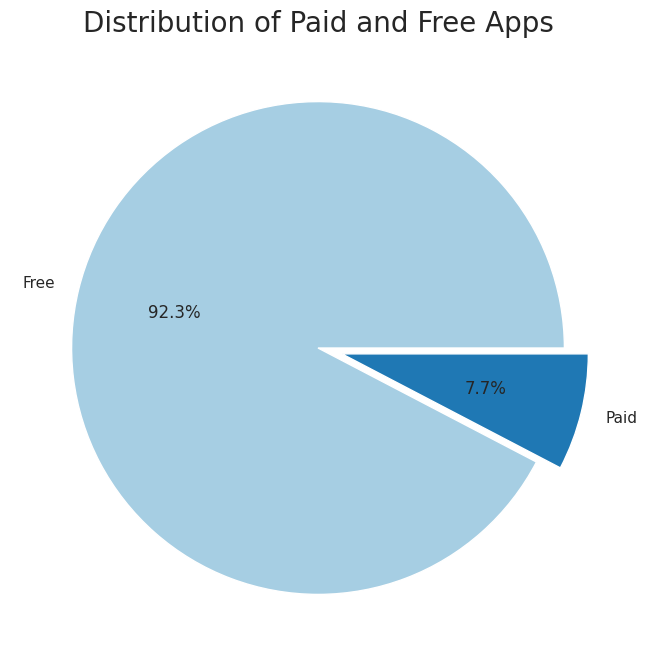 Distribution of Paid and Free Apps
Free
92.3%
7.7%
Paid